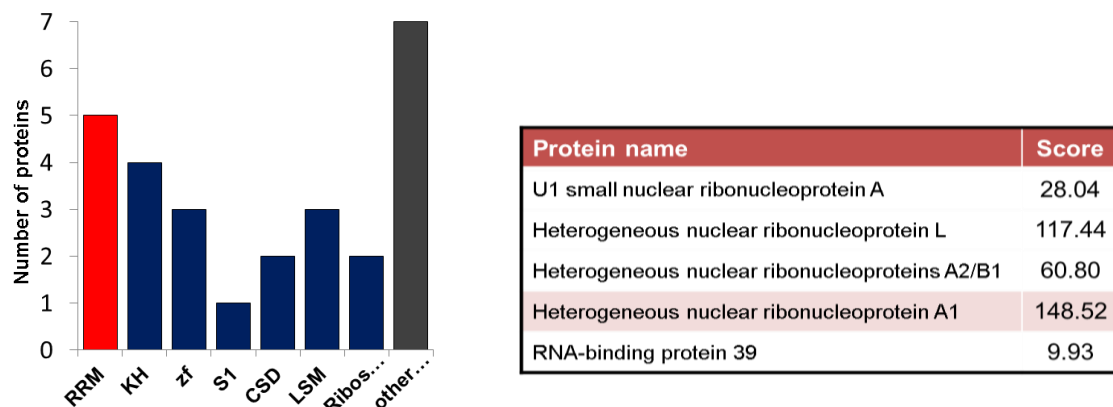 Number of proteins
7
6
5
4
3
2
1
0
RRM
KH
zf
S1
CSD
LSM
Ribos...
other...
Protein name Score
U1 small nuclear ribonucleoprotein A 28.04
Heterogeneous nuclear ribonucleoprotein L 117.44
Heterogeneous nuclear ribonucleoproteins A2/B1 60.80
Heterogeneous nuclear ribonucleoprotein A1 148.52
RNA-binding protein 39 9.93